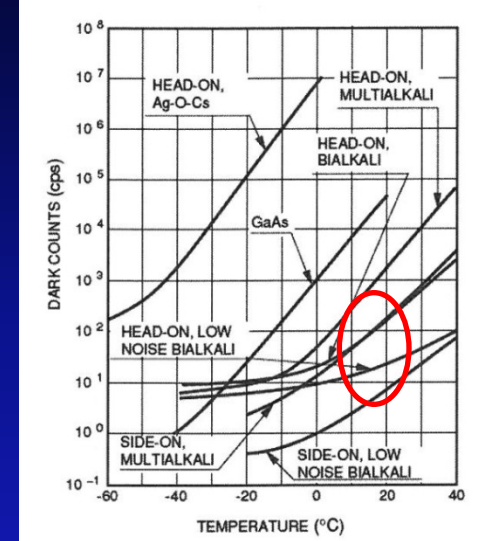 10 8
10 7
10 6
10 5
10 4
10 3
10 2
10 1
10 0
10 -1
DARK COUNTS (cps)
HEAD-ON,
Ag-O-Cs
HEAD-ON,
MULTIALKALI
HEAD-ON,
BIALKALI
GaAs
HEAD-ON, LOW
NOISE BIALKALI
SIDE-ON,
MULTIALKALI
SIDE-ON, LOW
NOISE BIALKALI
-60 -40 -20 0 20 40
TEMPERATURE (°C)